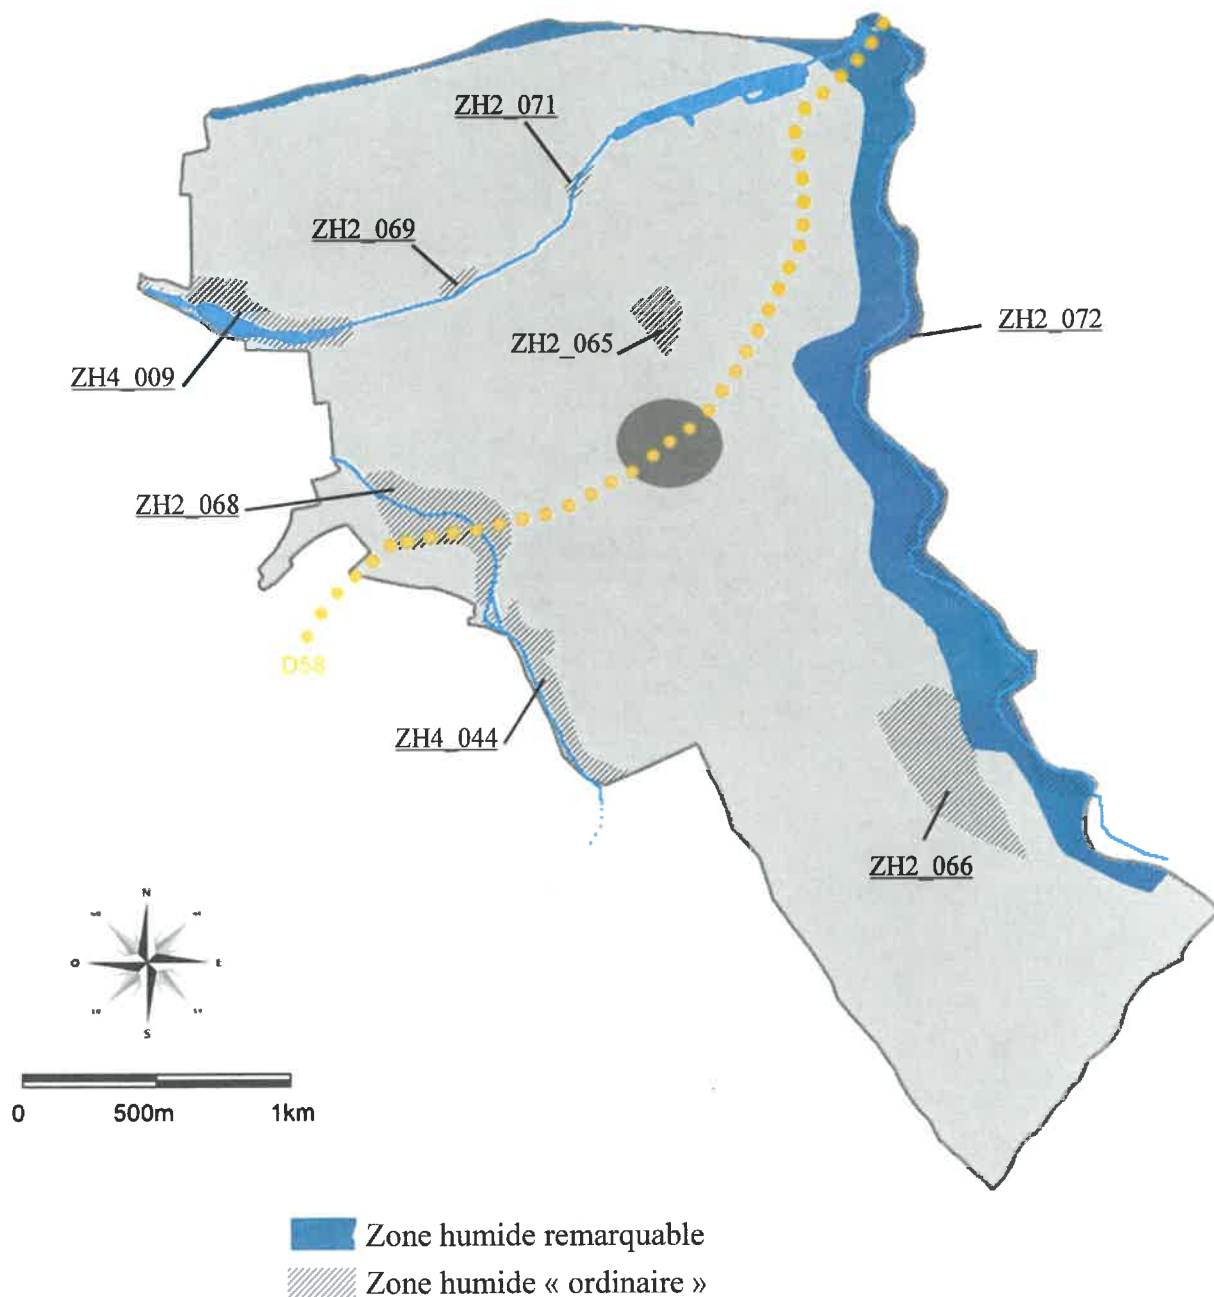 ZH2_071
ZH2_069
ZH2_072
ZH2_065
ZH4_009
ZH2_068
D58
ZH4_044
ZH2_066
N
O
E
S
0 500m 1km
Zone humide remarquable
Zone humide « ordinaire »